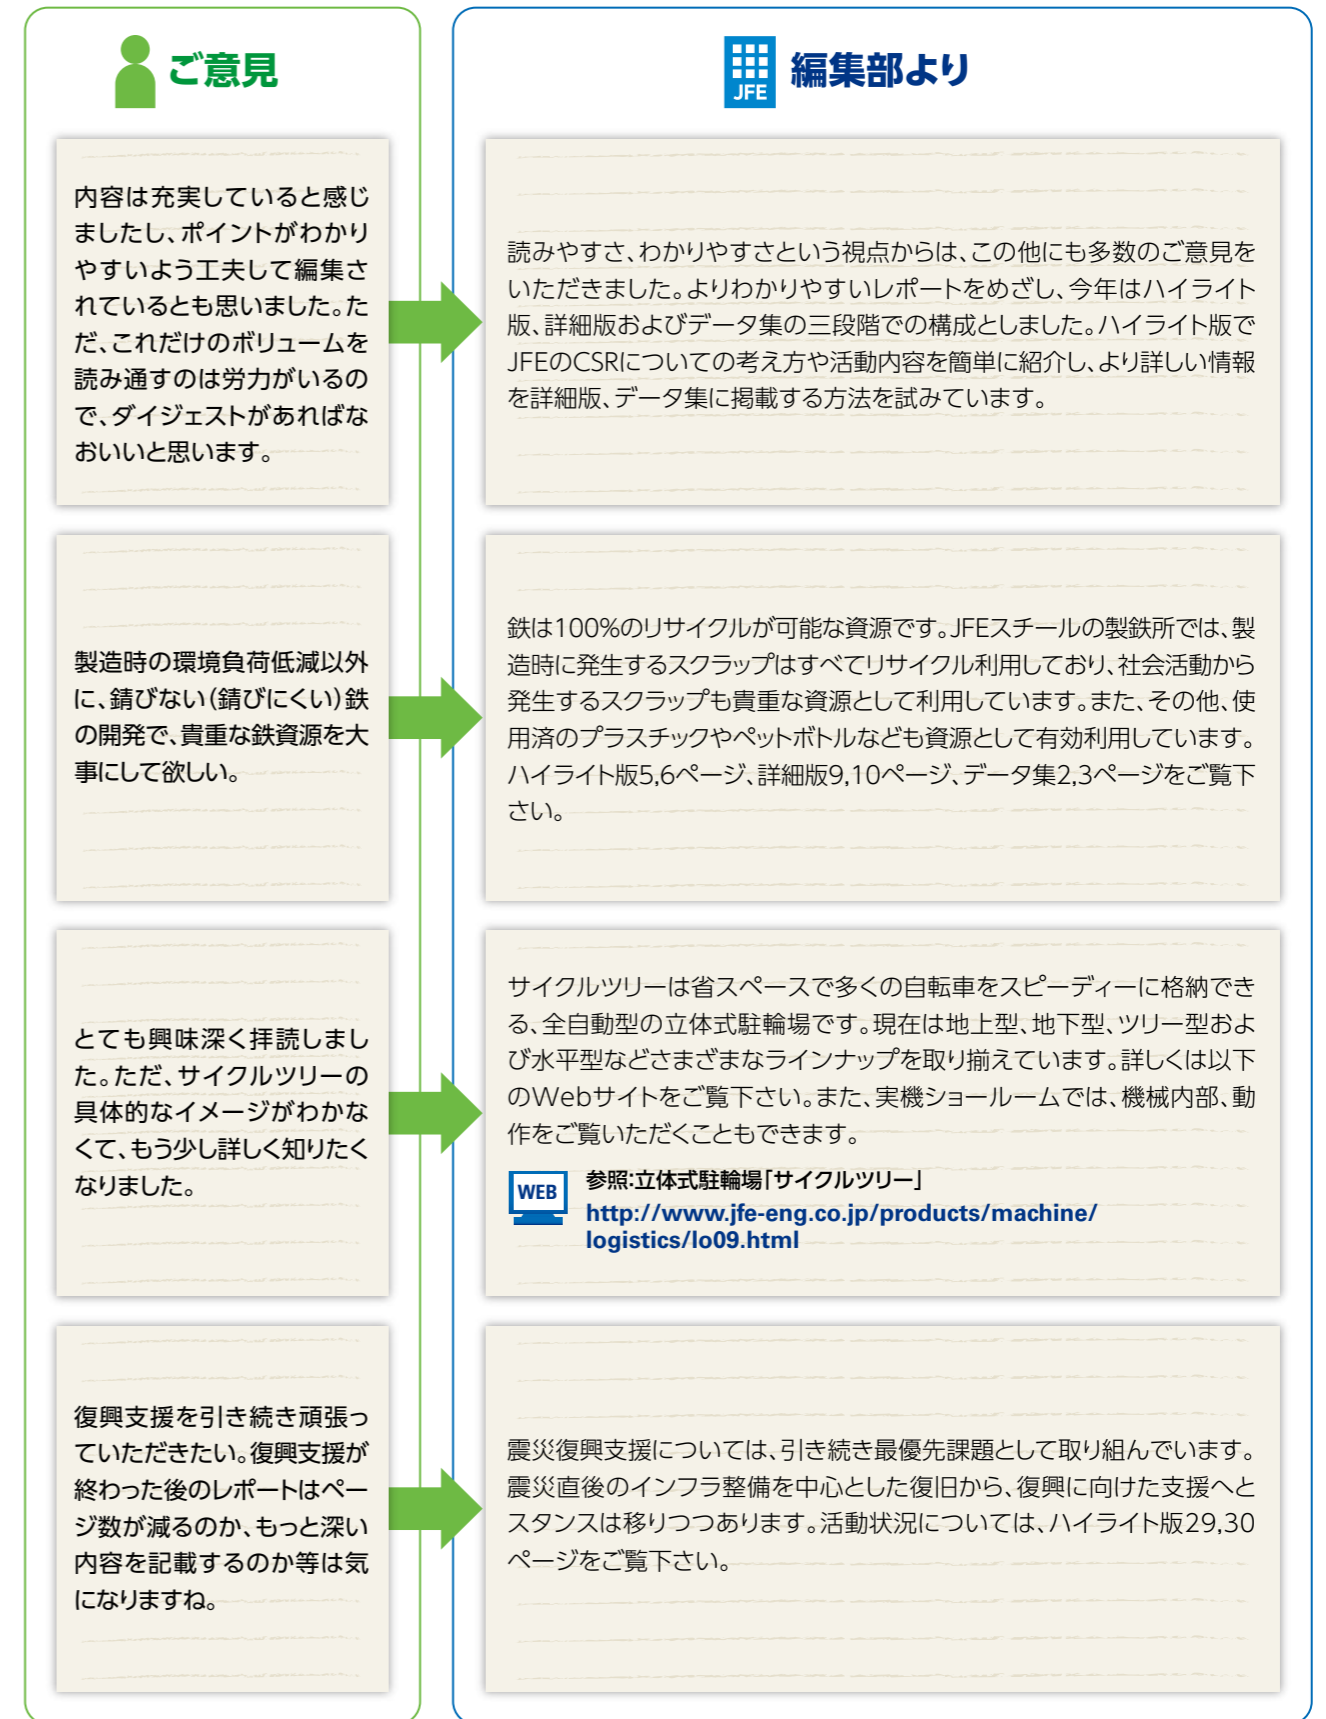 ご意見
JFE
編集部より
内容は充実していると感じ
ましたし、ポイントがわかり
やすいよう工夫して編集さ
れているとも思いました。た
だ、これだけのボリュームを
読み通すのは労力がいるの
で、ダイジェストがあればな
おいいと思います。
読みやすさ、わかりやすさという視点からは、この他にも多数のご意見を
いただきました。よりわかりやすいレポートをめざし、今年はハイライト
版、詳細版およびデータ集の三段階での構成としました。ハイライト版で
JFEのCSRについての考え方や活動内容を簡単に紹介し、より詳しい情報
を詳細版、データ集に掲載する方法を試みています。
製造時の環境負荷低減以外
に、錆びない（錆びにくい）鉄
の開発で、貴重な鉄資源を大
事にして欲しい。
鉄は100%のリサイクルが可能な資源です。JFEスチールの製鉄所では、製
造時に発生するスクラップはすべてリサイクル利用しており、社会活動から
発生するスクラップも貴重な資源として利用しています。また、その他、使
用済のプラスチックやペットボトルなども資源として有効利用しています。
ハイライト版5,6ページ、詳細版9,10ページ、データ集2,3ページをご覧下
さい。
とても興味深く拝読しまし
た。ただ、サイクルツリーの
具体的なイメージがわかな
くて、もう少し詳しく知りたく
なりました。
サイクルツリーは省スペースで多くの自転車をスピーディーに格納でき
る、全自動型の立体式駐輪場です。現在は地上型、地下型、ツリー型およ
び水平型などさまざまなラインナップを取り揃えています。詳しくは以下
のWebサイトをご覧下さい。また、実機ショールームでは、機械内部、動
作をご覧いただくこともできます。
WEB
参照：立体式駐輪場「サイクルツリー」
http://www.jfe-eng.co.jp/products/machine/
logistics/lo09.html
復興支援を引き続き頑張っ
ていただきたい。復興支援が
終わった後のレポートはペー
ジ数が減るのか、もっと深い
内容を記載するのか等は気
になりますね。
震災復興支援については、引き続き最優先課題として取り組んでいます。
震災直後のインフラ整備を中心とした復旧から、復興に向けた支援へと
スタンスは移りつつあります。活動状況については、ハイライト版29,30
ページをご覧下さい。